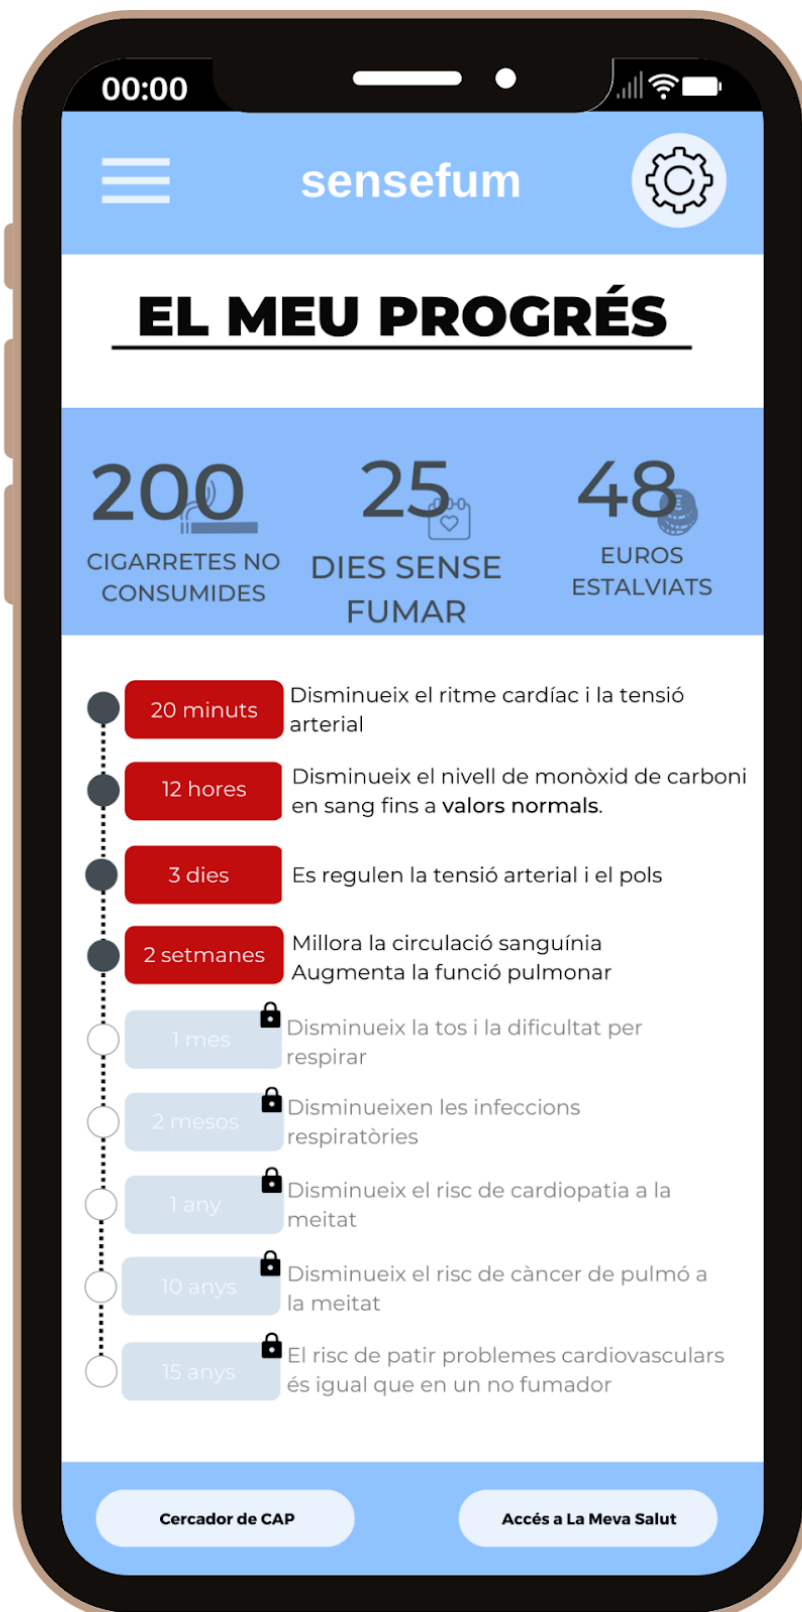 00:00
sensefum
EL MEU PROGRÉS
200
CIGARRETES NO
CONSUMIDES
25
DIES SENSE
FUMAR
48
EUROS
ESTALVIATS
20 minuts
Disminueix el ritme cardíac i la tensió
arterial
12 hores
Disminueix el nivell de monòxid de carboni
en sang fins a valors normals.
3 dies
Es regulen la tensió arterial i el pols
2 setmanes
Millora la circulació sanguínia
Augmenta la funció pulmonar
1 mes
Disminueix la tos i la dificultat per
respirar
2 mesos
Disminueixen les infeccions
respiratòries
1 any
Disminueix el risc de cardiopatia a la
meitat
10 anys
Disminueix el risc de càncer de pulmó a
la meitat
15 anys
El risc de patir problemes cardiovasculars
és igual que en un no fumador
Cercador de CAP
Accés a La Meva Salut